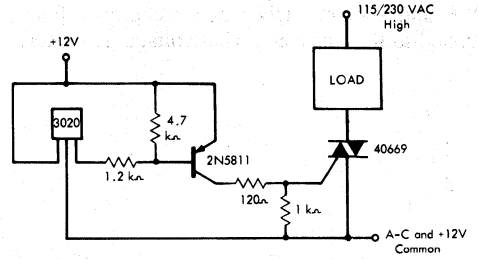 115/230 VAC
High
+12V
LOAD
3020
4.7
kΩ
2N5811
40669
1.2 kΩ
120Ω
1 kΩ
A-C and +12V
Common